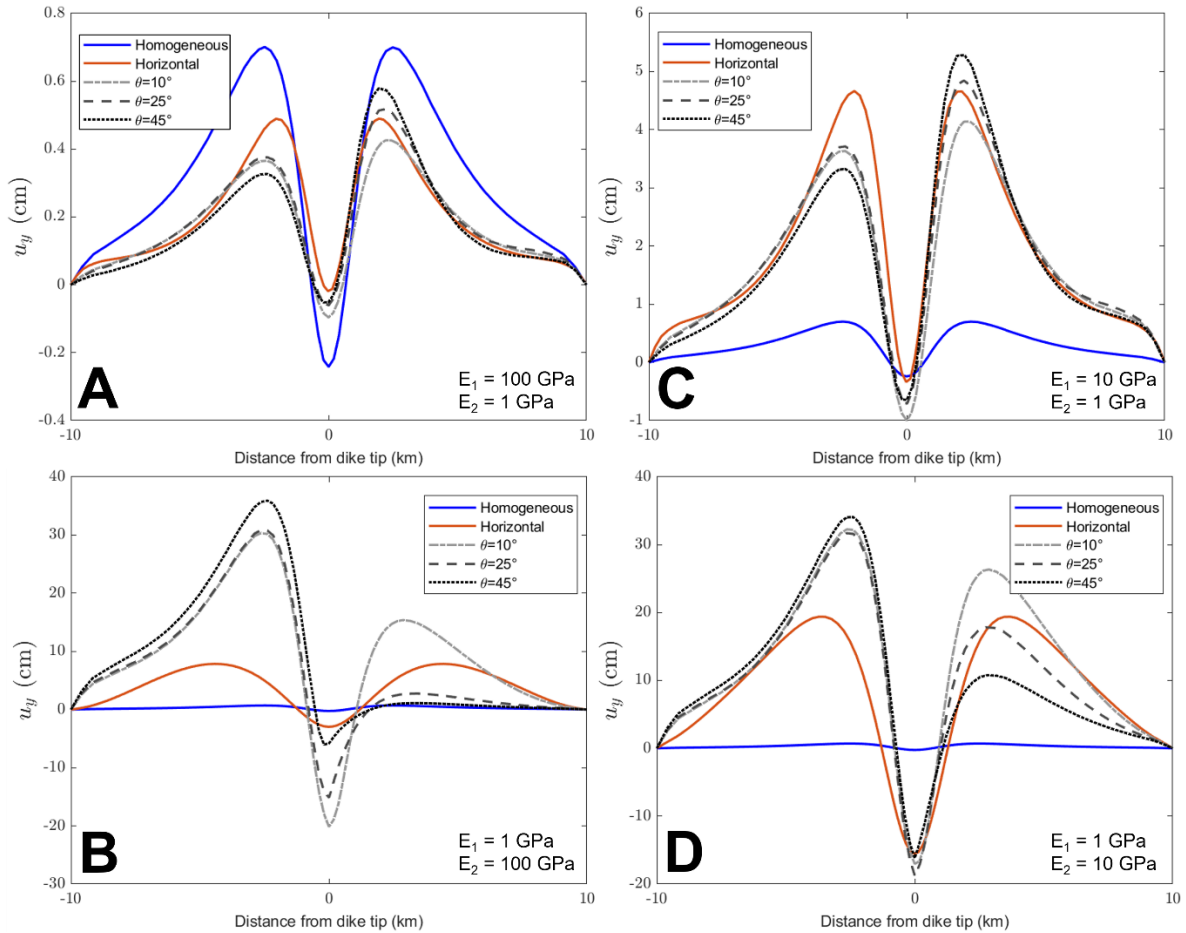 0.8
0.6
0.4
0.2
0
-0.2
-0.4
u_y (cm)
Homogeneous
Horizontal
θ=10°
θ=25°
θ=45°
A
E₁ = 100 GPa
E₂ = 1 GPa
-10
0
10
Distance from dike tip (km)
6
5
4
3
2
1
0
-1
u_y (cm)
Homogeneous
Horizontal
θ=10°
θ=25°
θ=45°
C
E₁ = 10 GPa
E₂ = 1 GPa
-10
0
10
Distance from dike tip (km)
40
30
20
10
0
-10
-20
-30
u_y (cm)
Homogeneous
Horizontal
θ=10°
θ=25°
θ=45°
B
E₁ = 1 GPa
E₂ = 100 GPa
-10
0
10
Distance from dike tip (km)
40
30
20
10
0
-10
-20
u_y (cm)
Homogeneous
Horizontal
θ=10°
θ=25°
θ=45°
D
E₁ = 1 GPa
E₂ = 10 GPa
-10
0
10
Distance from dike tip (km)